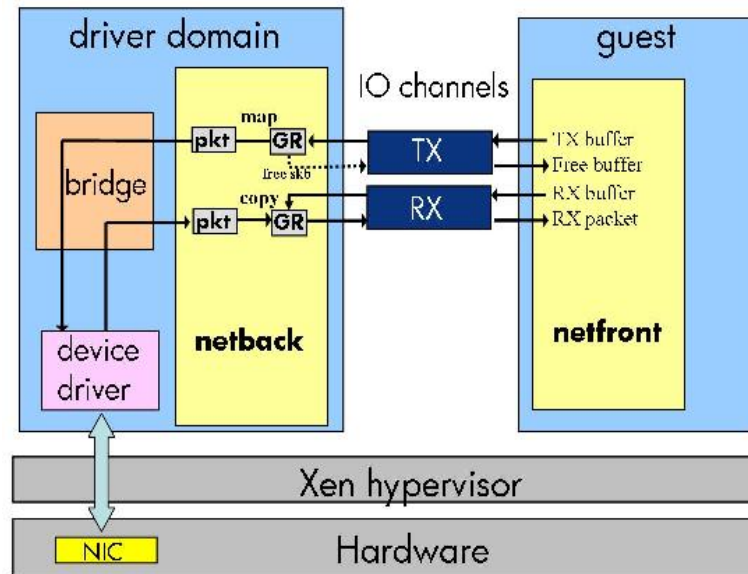 driver domain
guest
IO channels
map
pkt
GR
TX
TX buffer
Free buffer
free skb
bridge
copy
pkt
GR
RX
RX buffer
RX packet
netback
netfront
device
driver
Xen hypervisor
NIC
Hardware